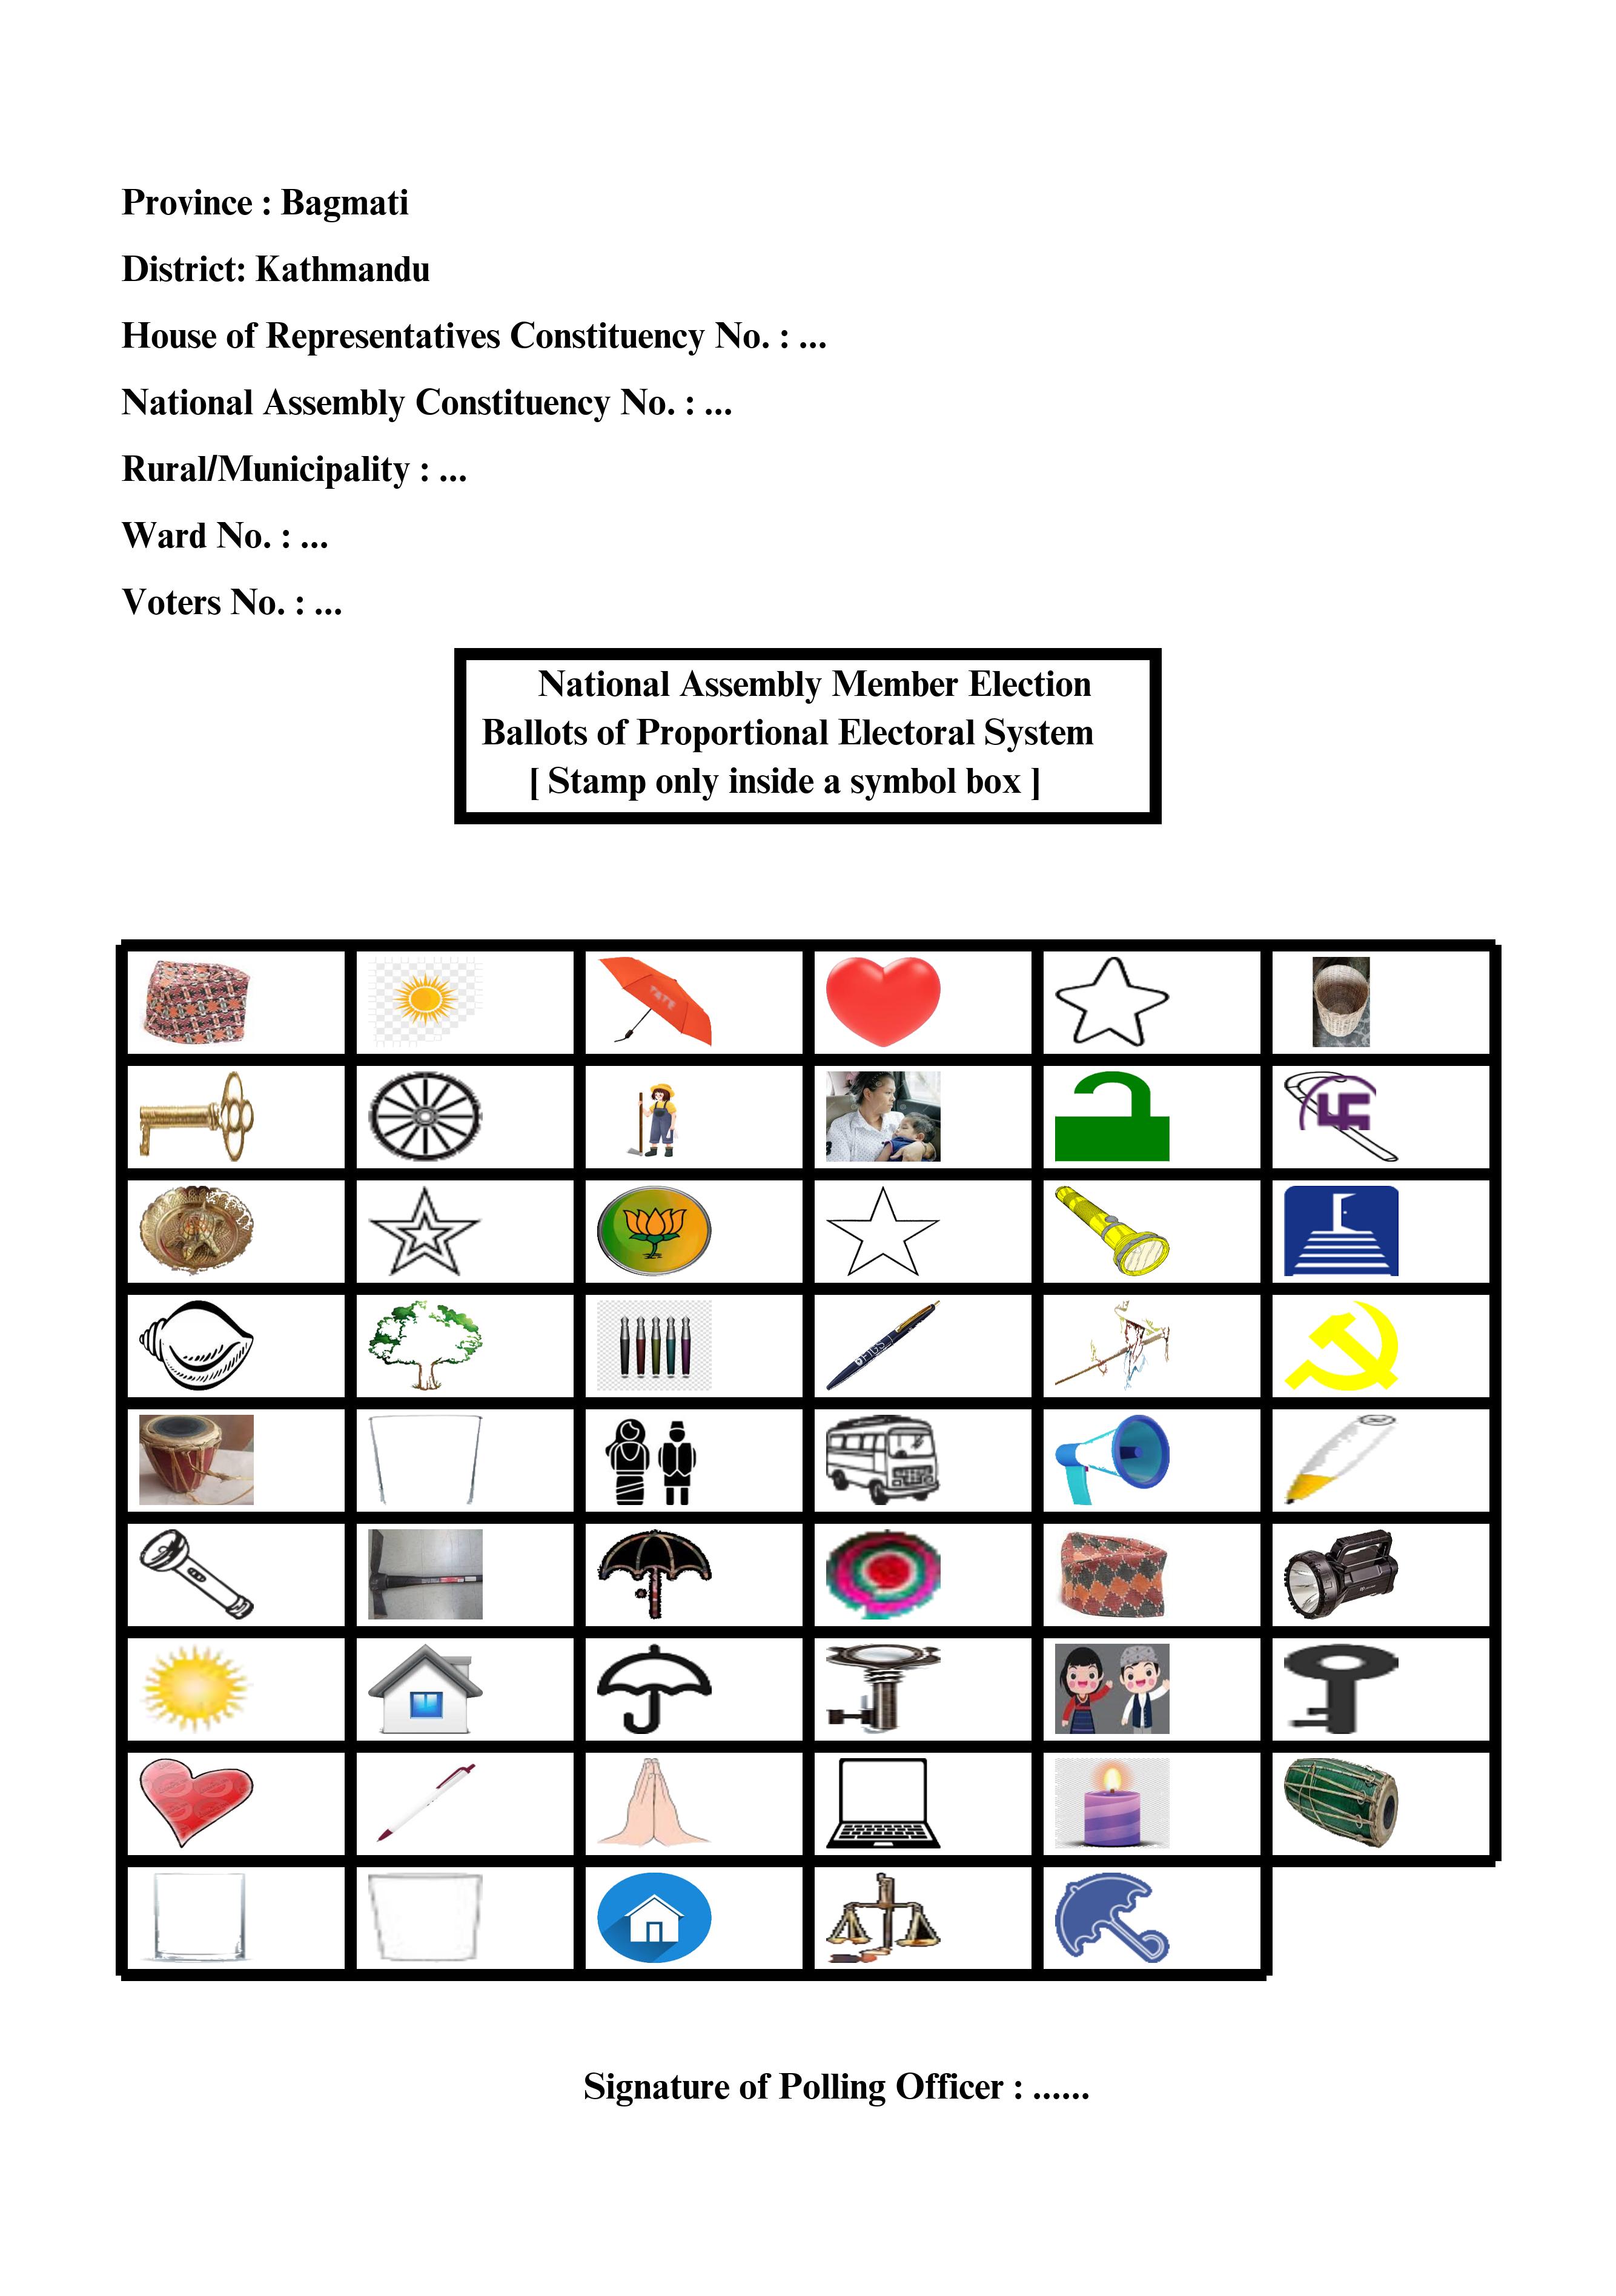 Province : Bagmati
District: Kathmandu
House of Representatives Constituency No. : ...
National Assembly Constituency No. : ...
Rural/Municipality : ...
Ward No. : ...
Voters No. : ...
National Assembly Member Election
Ballots of Proportional Electoral System
[ Stamp only inside a symbol box ]
TATE
Signature of Polling Officer : ......